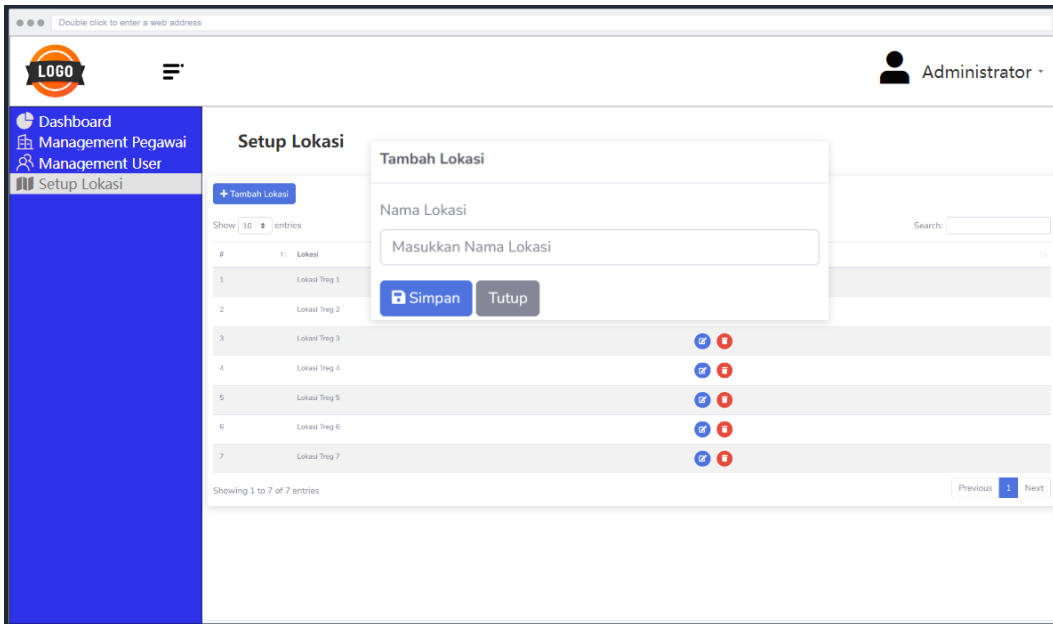 Double click to enter a web address
LOGO
Administrator
Dashboard
Management Pegawai
Management User
Setup Lokasi
Setup Lokasi
Tambah Lokasi
Nama Lokasi
Masukkan Nama Lokasi
Simpan Tutup
+ Tambah Lokasi
Show 10 entries Search:
# Lokasi
1 Lokasi Treg 1
2 Lokasi Treg 2
3 Lokasi Treg 3
4 Lokasi Treg 4
5 Lokasi Treg 5
6 Lokasi Treg 6
7 Lokasi Treg 7
Showing 1 to 7 of 7 entries Previous 1 Next